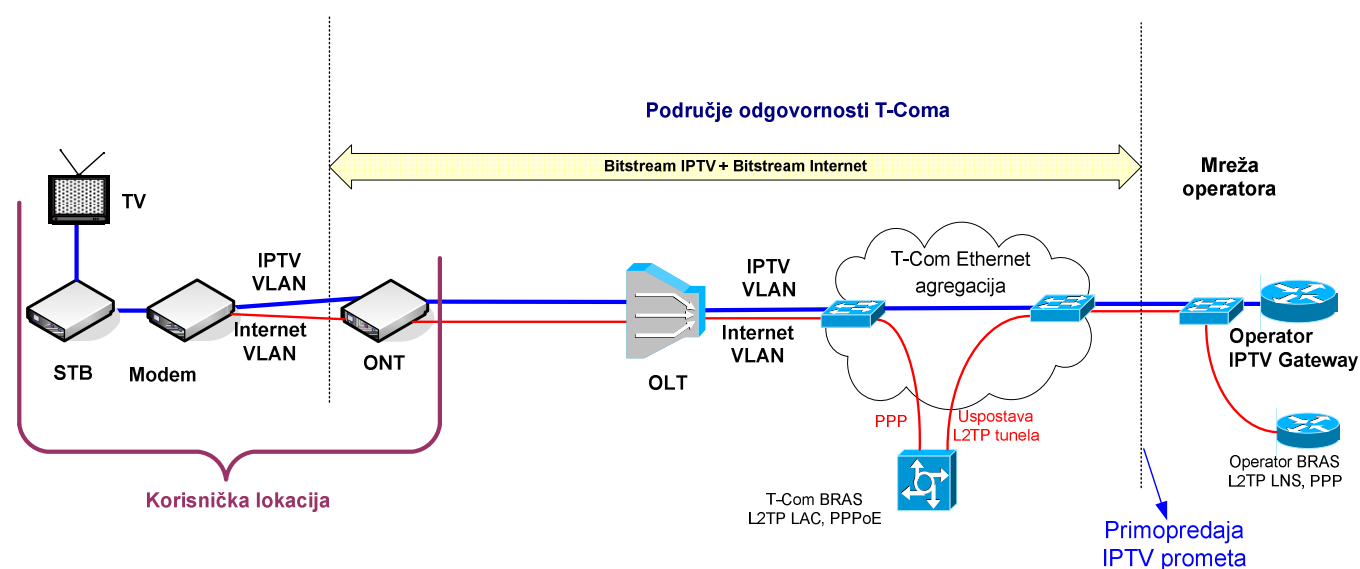 Područje odgovornosti T-Coma
Bitstream IPTV + Bitstream Internet
Mreža
operatora
TV
IPTV
VLAN
Internet
VLAN
STB
Modem
ONT
OLT
IPTV
VLAN
Internet
VLAN
T-Com Ethernet
agregacija
Operator
IPTV Gateway
PPP
Uspostava
L2TP tunela
T-Com BRAS
L2TP LAC, PPPoE
Operator BRAS
L2TP LNS, PPP
Korisnička lokacija
Primopredaja
IPTV prometa